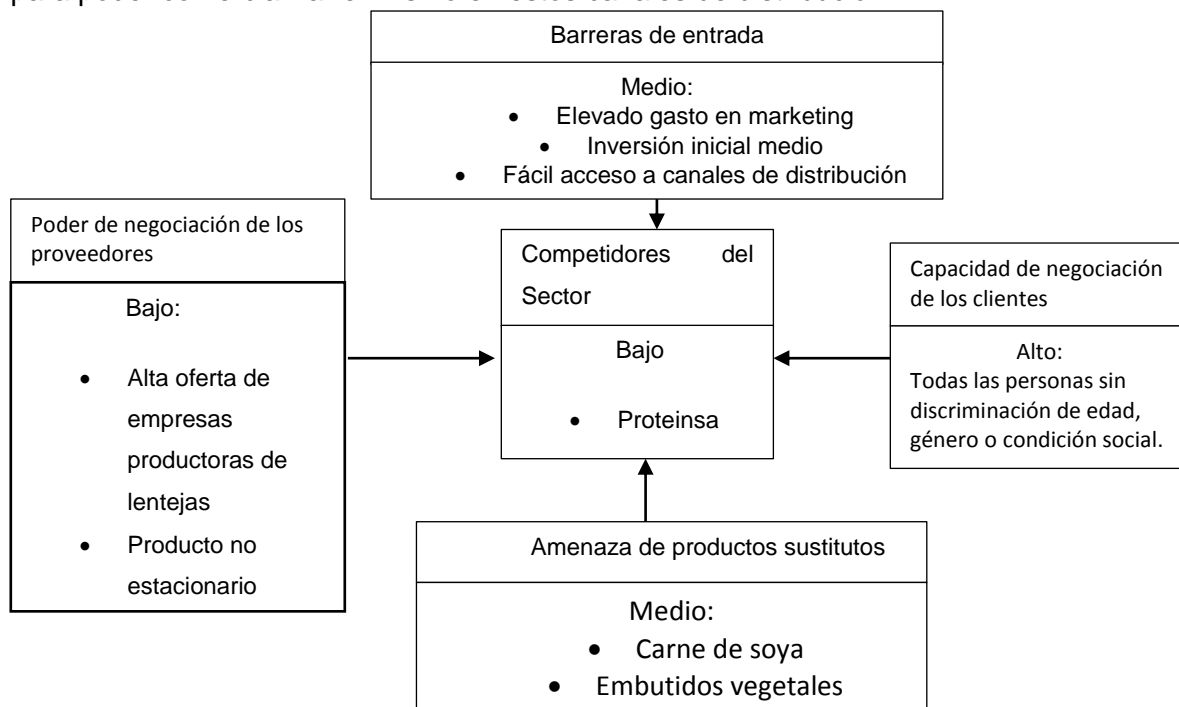 Barreras de entrada
Medio:
• Elevado gasto en marketing
• Inversión inicial medio
• Fácil acceso a canales de distribución
Poder de negociación de los
proveedores
Bajo:
• Alta oferta de
empresas
productoras de
lentejas
• Producto no
estacionario
Competidores del
Sector
Bajo
• Proteinsa
Capacidad de negociación
de los clientes
Alto:
Todas las personas sin
discriminación de edad,
género o condición social.
Amenaza de productos sustitutos
Medio:
• Carne de soya
• Embutidos vegetales